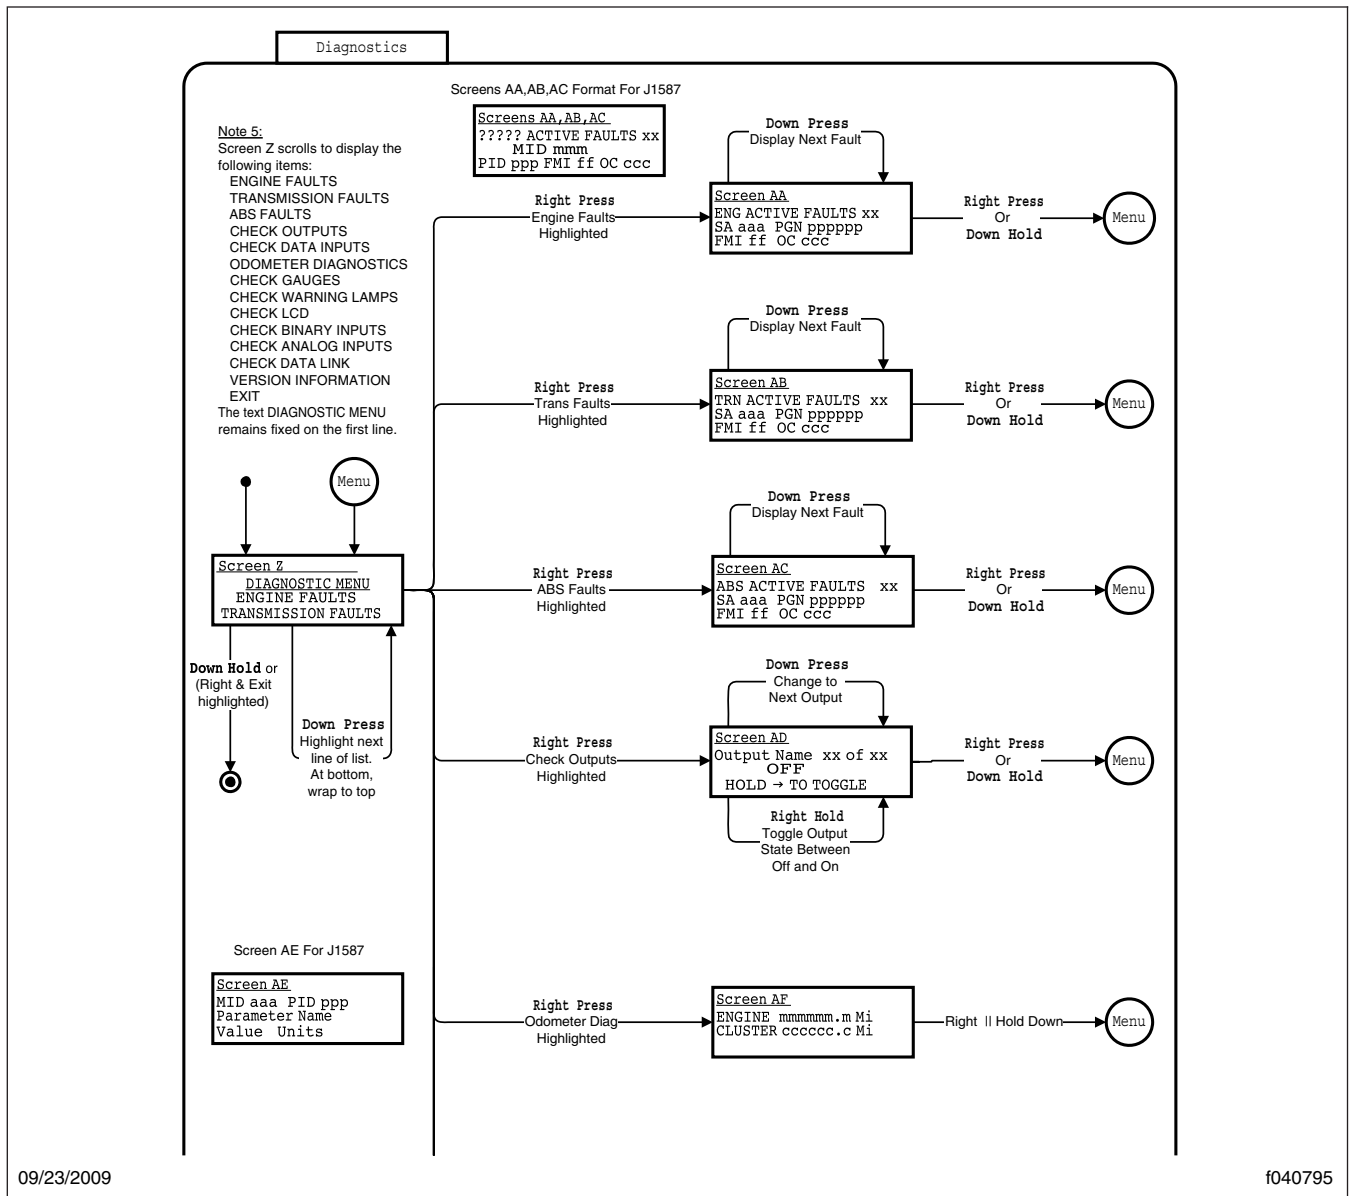 Diagnostics
Screens AA,AB,AC Format For J1587
Screens AA,AB,AC
????? ACTIVE FAULTS xx
MID mmm
PID ppp FMI ff OC ccc
Note 5:
Screen Z scrolls to display the
following items:
ENGINE FAULTS
TRANSMISSION FAULTS
ABS FAULTS
CHECK OUTPUTS
CHECK DATA INPUTS
ODOMETER DIAGNOSTICS
CHECK GAUGES
CHECK WARNING LAMPS
CHECK LCD
CHECK BINARY INPUTS
CHECK ANALOG INPUTS
CHECK DATA LINK
VERSION INFORMATION
EXIT
The text DIAGNOSTIC MENU
remains fixed on the first line.
Down Press
Display Next Fault
Right Press
Engine Faults
Highlighted
Screen AA
ENG ACTIVE FAULTS xx
SA aaa PGN pppppp
FMI ff OC ccc
Right Press
Or
Down Hold
Menu
Down Press
Display Next Fault
Right Press
Trans Faults
Highlighted
Screen AB
TRN ACTIVE FAULTS xx
SA aaa PGN pppppp
FMI ff OC ccc
Right Press
Or
Down Hold
Menu
Menu
Screen Z
DIAGNOSTIC MENU
ENGINE FAULTS
TRANSMISSION FAULTS
Down Hold or
(Right & Exit
highlighted)
Down Press
Highlight next
line of list.
At bottom,
wrap to top
Down Press
Display Next Fault
Right Press
ABS Faults
Highlighted
Screen AC
ABS ACTIVE FAULTS xx
SA aaa PGN pppppp
FMI ff OC ccc
Right Press
Or
Down Hold
Menu
Down Press
Change to
Next Output
Right Press
Check Outputs
Highlighted
Screen AD
Output Name xx of xx
OFF
HOLD → TO TOGGLE
Right Press
Or
Down Hold
Menu
Right Hold
Toggle Output
State Between
Off and On
Screen AE For J1587
Screen AE
MID aaa PID ppp
Parameter Name
Value Units
Right Press
Odometer Diag
Highlighted
Screen AF
ENGINE mmmmmm.m Mi
CLUSTER cccccc.c Mi
Right || Hold Down
Menu
09/23/2009
f040795